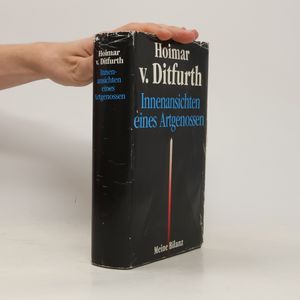 Hoimar
v. Ditfurth
Innen-
ansichten
eines
Artgenossen
Hoimar
v. Ditfurth
Innenansichten
eines Artgenossen
Meine Bilanz